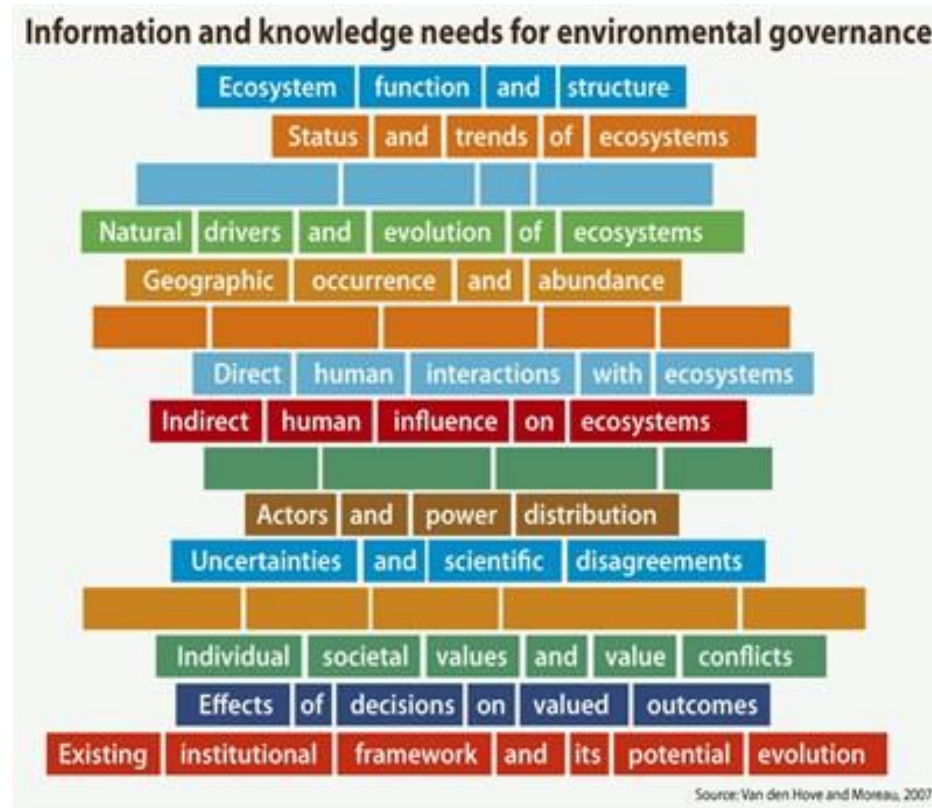 Information and knowledge needs for environmental governance
Ecosystem function and structure
Status and trends of ecosystems
Natural drivers and evolution of ecosystems
Geographic occurrence and abundance
Direct human interactions with ecosystems
Indirect human influence on ecosystems
Actors and power distribution
Uncertainties and scientific disagreements
Individual societal values and value conflicts
Effects of decisions on valued outcomes
Existing institutional framework and its potential evolution
Source: Van den Hove and Moreau, 2007